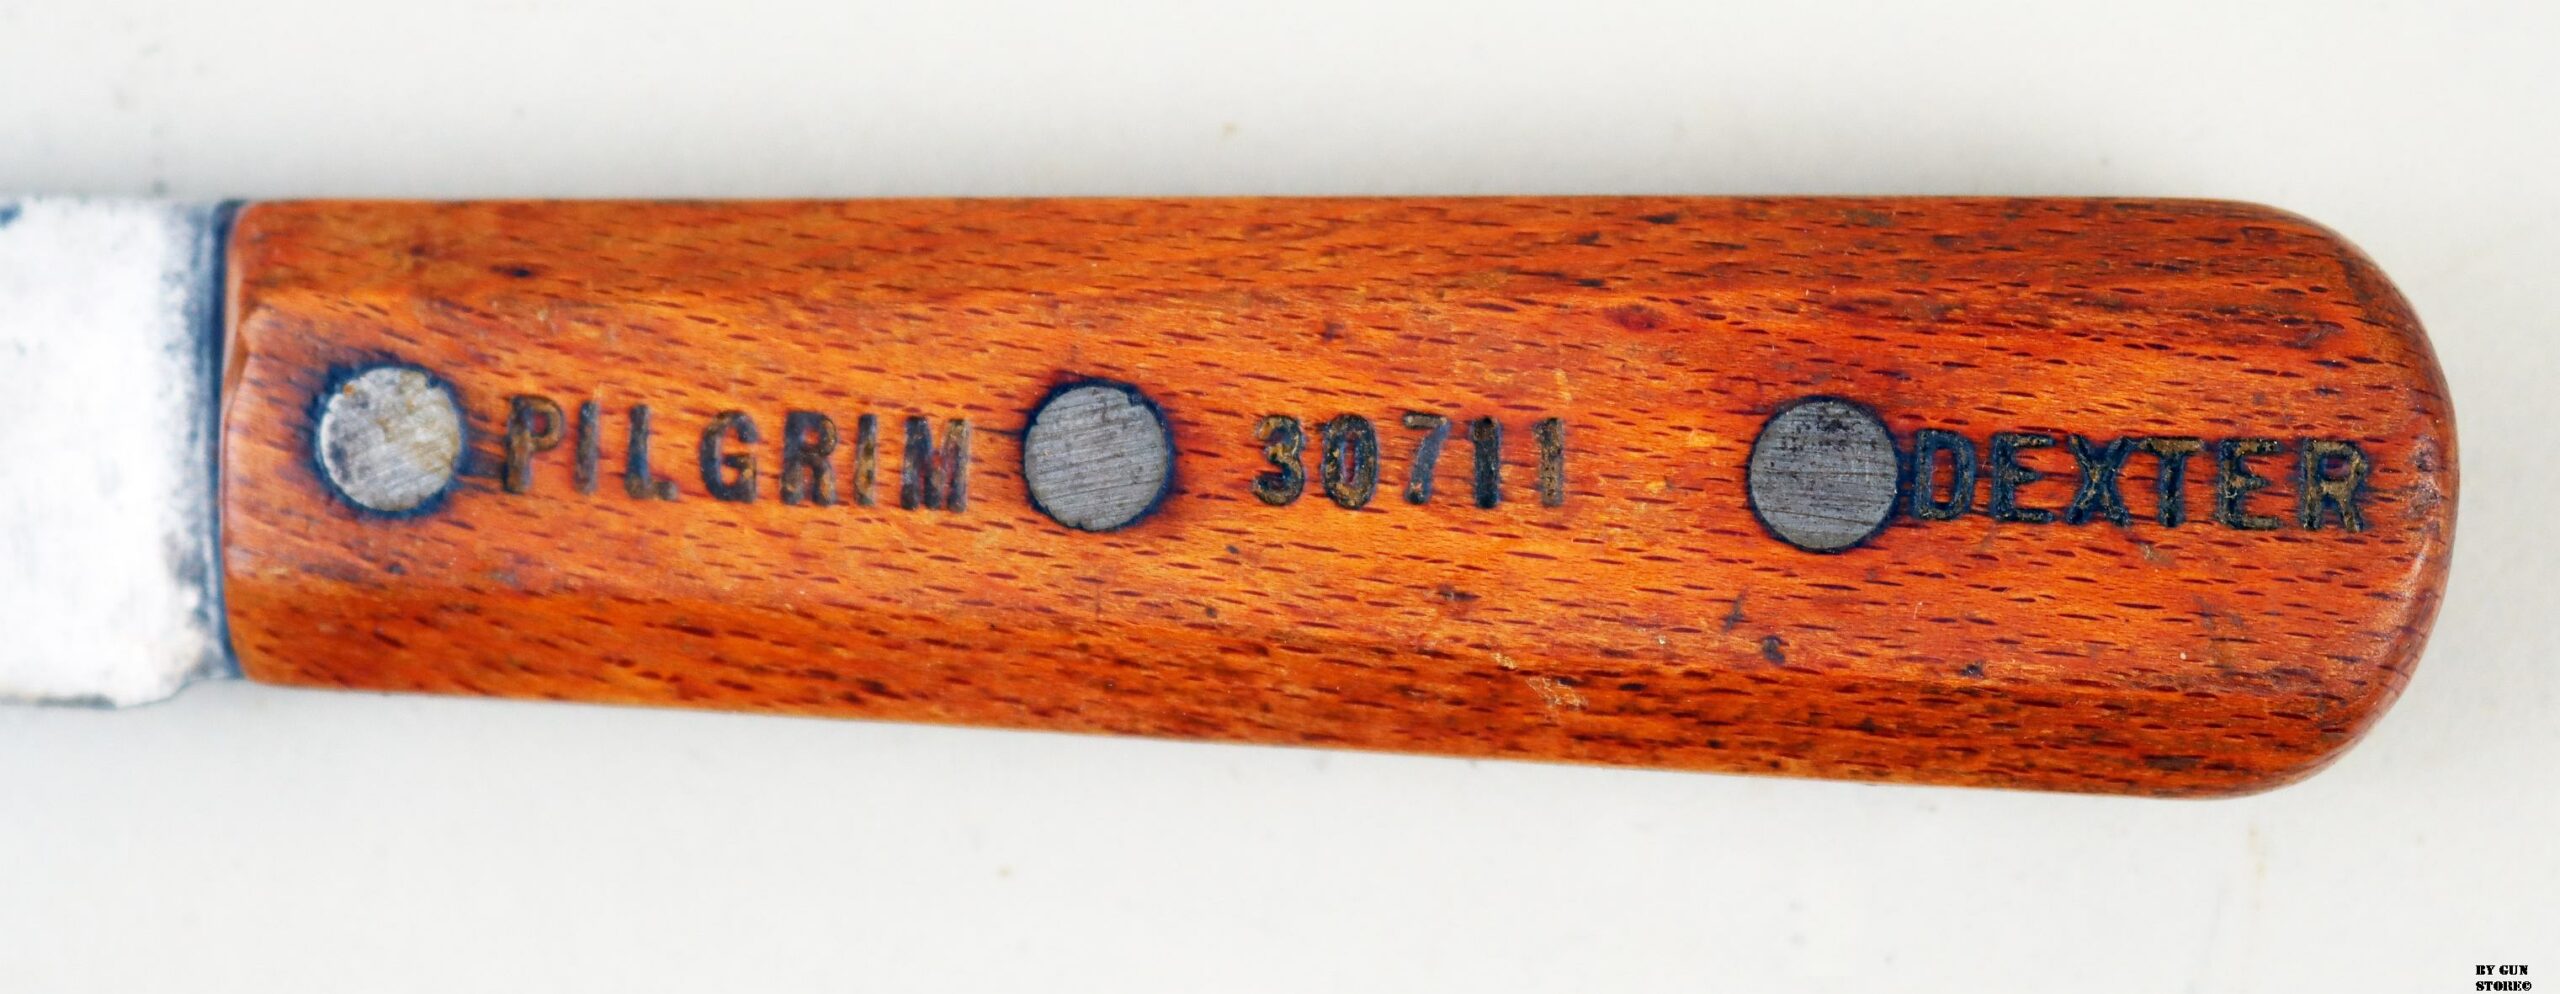 PILGRIM 30711 DEXTER
BY GUN
STORE©